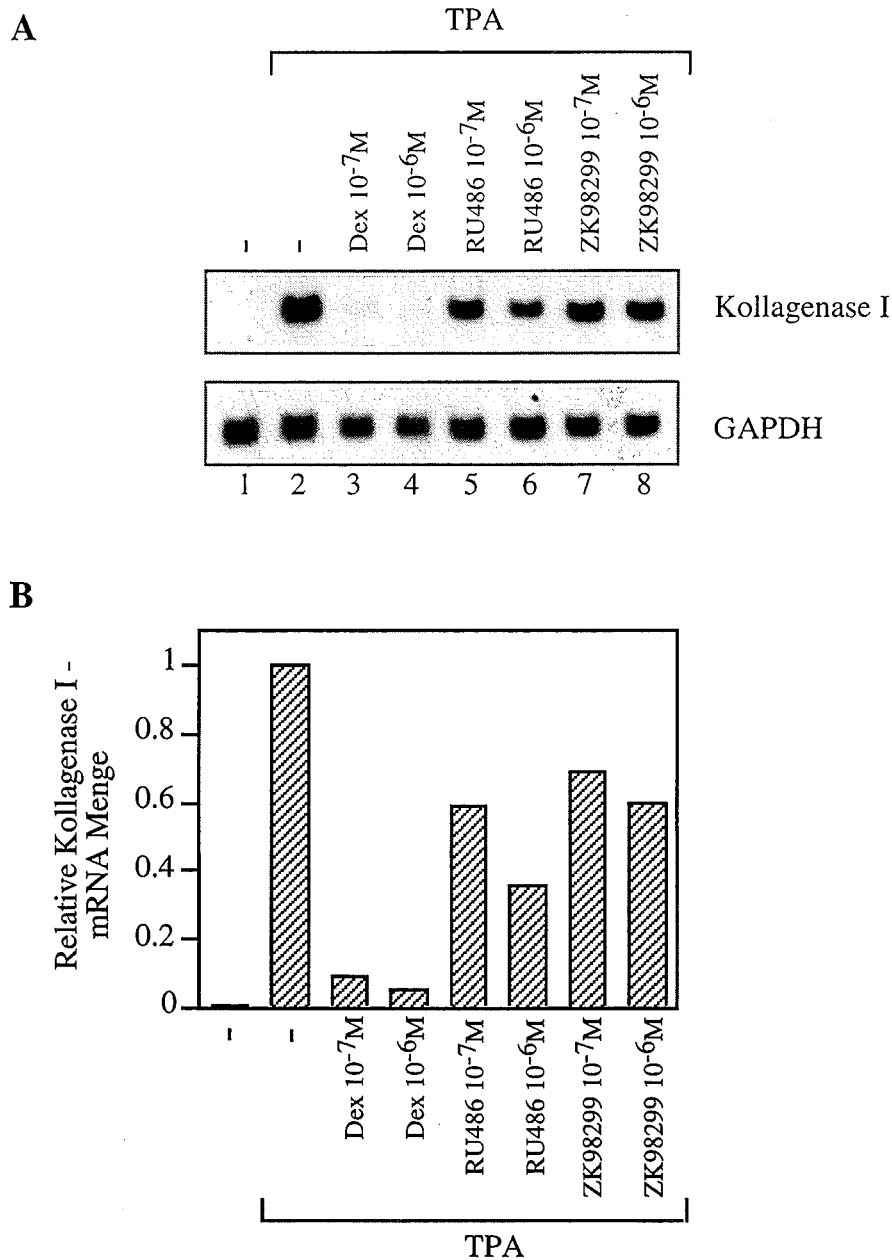 A
TPA
-
-
Dex 10-7M
Dex 10-6M
RU486 10-7M
RU486 10-6M
ZK98299 10-7M
ZK98299 10-6M
Kollagenase I
GAPDH
1 2 3 4 5 6 7 8
B
Relative Kollagenase I -
mRNA Menge
1
0.8
0.6
0.4
0.2
0
-
-
Dex 10-7M
Dex 10-6M
RU486 10-7M
RU486 10-6M
ZK98299 10-7M
ZK98299 10-6M
TPA